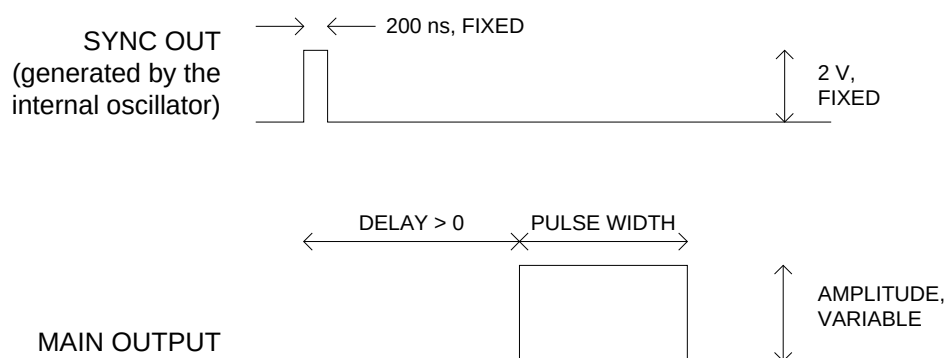 200 ns, FIXED
SYNC OUT
(generated by the
internal oscillator)
2 V,
FIXED
DELAY > 0
PULSE WIDTH
AMPLITUDE,
VARIABLE
MAIN OUTPUT